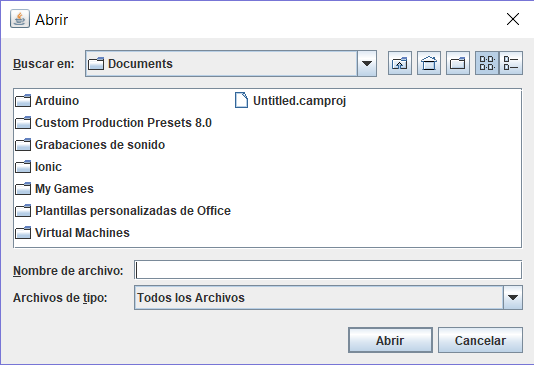 Abrir
Buscar en: Documents
Arduino
Custom Production Presets 8.0
Grabaciones de sonido
Ionic
My Games
Plantillas personalizadas de Office
Virtual Machines
Untitled.camproj
Nombre de archivo:
Archivos de tipo: Todos los Archivos
Abrir Cancelar